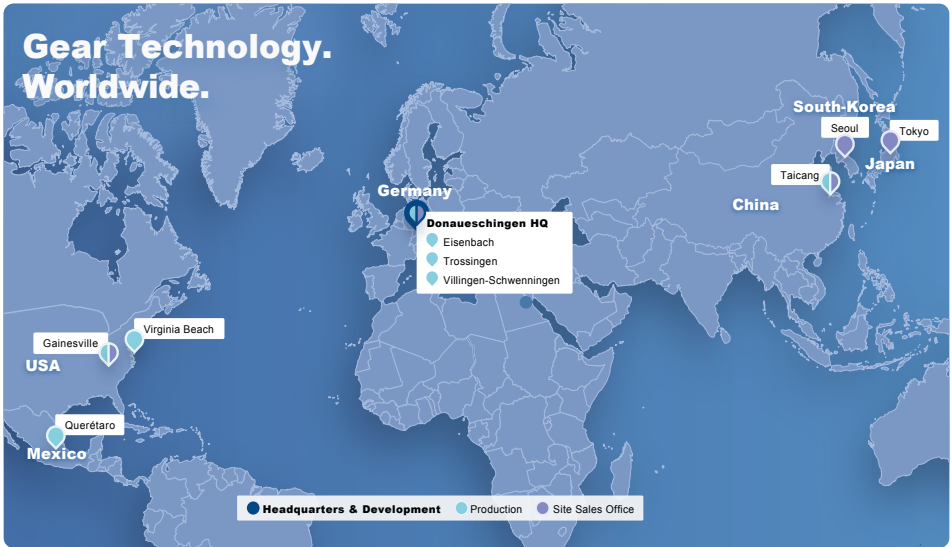 Gear Technology.
Worldwide.
South-Korea
Seoul
Tokyo
Japan
Taicang
China
Germany
Donaueschingen HQ
Eisenbach
Trossingen
Villingen-Schwenningen
Virginia Beach
Gainesville
USA
Querétaro
Mexico
Headquarters & Development Production Site Sales Office